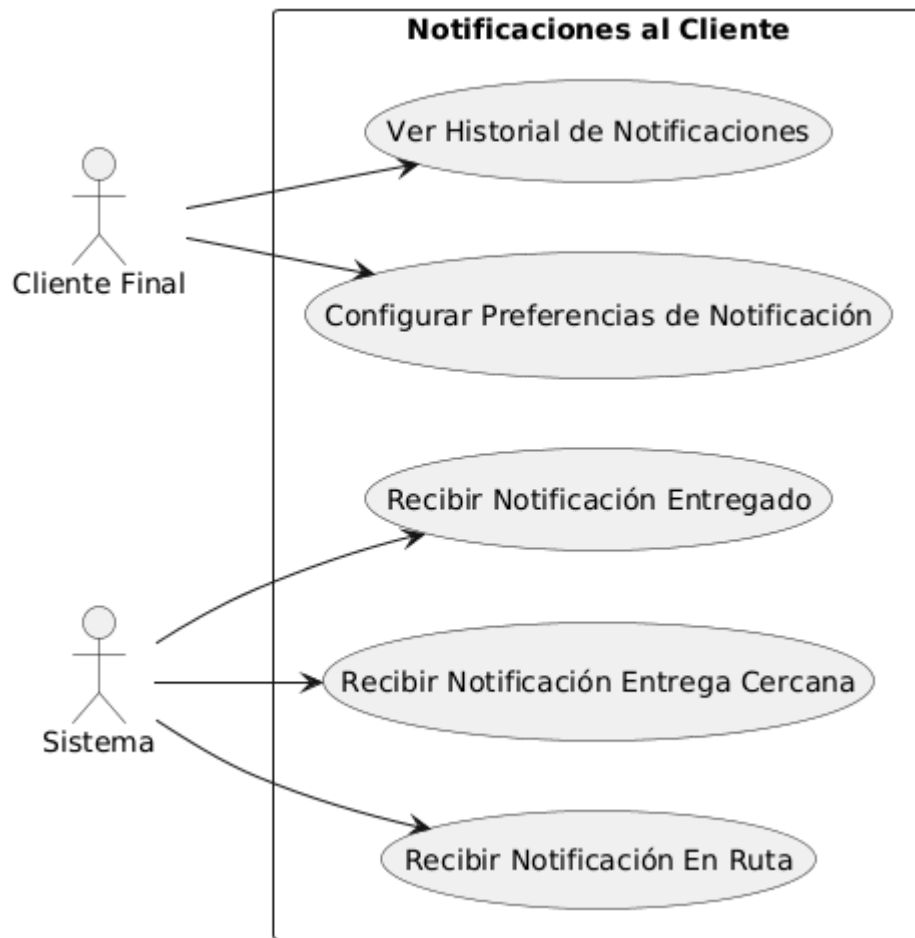 Notificaciones al Cliente
Ver Historial de Notificaciones
Cliente Final
Configurar Preferencias de Notificación
Recibir Notificación Entregado
Recibir Notificación Entrega Cercana
Sistema
Recibir Notificación En Ruta